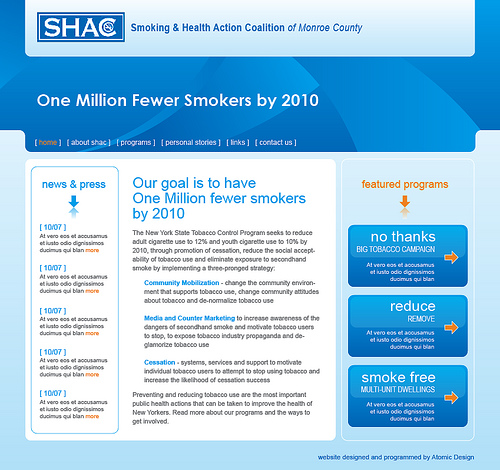 SHAC
Smoking & Health Action Coalition of Monroe County
One Million Fewer Smokers by 2010
[ home ] [ about shac ] [ programs ] [ personal stories ] [ links ] [ contact us ]
news & press
[ 10/07 ]
At vero eos et accusamus
et iusto odio dignissimos
ducimus qui blan more
[ 10/07 ]
At vero eos et accusamus
et iusto odio dignissimos
ducimus qui blan more
[ 10/07 ]
At vero eos et accusamus
et iusto odio dignissimos
ducimus qui blan more
[ 10/07 ]
At vero eos et accusamus
et iusto odio dignissimos
ducimus qui blan more
[ 10/07 ]
At vero eos et accusamus
et iusto odio dignissimos
ducimus qui blan more
Our goal is to have
One Million fewer smokers
by 2010
The New York State Tobacco Control Program seeks to reduce
adult cigarette use to 12% and youth cigarette use to 10% by
2010, through promotion of cessation, reduce the social accept-
ability of tobacco use and eliminate exposure to secondhand
smoke by implementing a three-pronged strategy:
Community Mobilization - change the community environ-
ment that supports tobacco use, change community attitudes
about tobacco and de-normalize tobacco use
Media and Counter Marketing to increase awareness of the
dangers of secondhand smoke and motivate tobacco users
to stop, to expose tobacco industry propaganda and de-
glamorize tobacco use
Cessation - systems, services and support to motivate
individual tobacco users to attempt to stop using tobacco and
increase the likelihood of cessation success
Preventing and reducing tobacco use are the most important
public health actions that can be taken to improve the health of
New Yorkers. Read more about our programs and the ways to
get involved.
featured programs
no thanks
BIG TOBACCO CAMPAIGN
At vero eos et accusamus
et iusto odio dignissimos
ducimus qui blan
reduce
REMOVE
At vero eos et accusamus
et iusto odio dignissimos
ducimus qui blan
smoke free
MULTI-UNIT DWELLINGS
At vero eos et accusamus
et iusto odio dignissimos
ducimus qui blan
website designed and programmed by Atomic Design